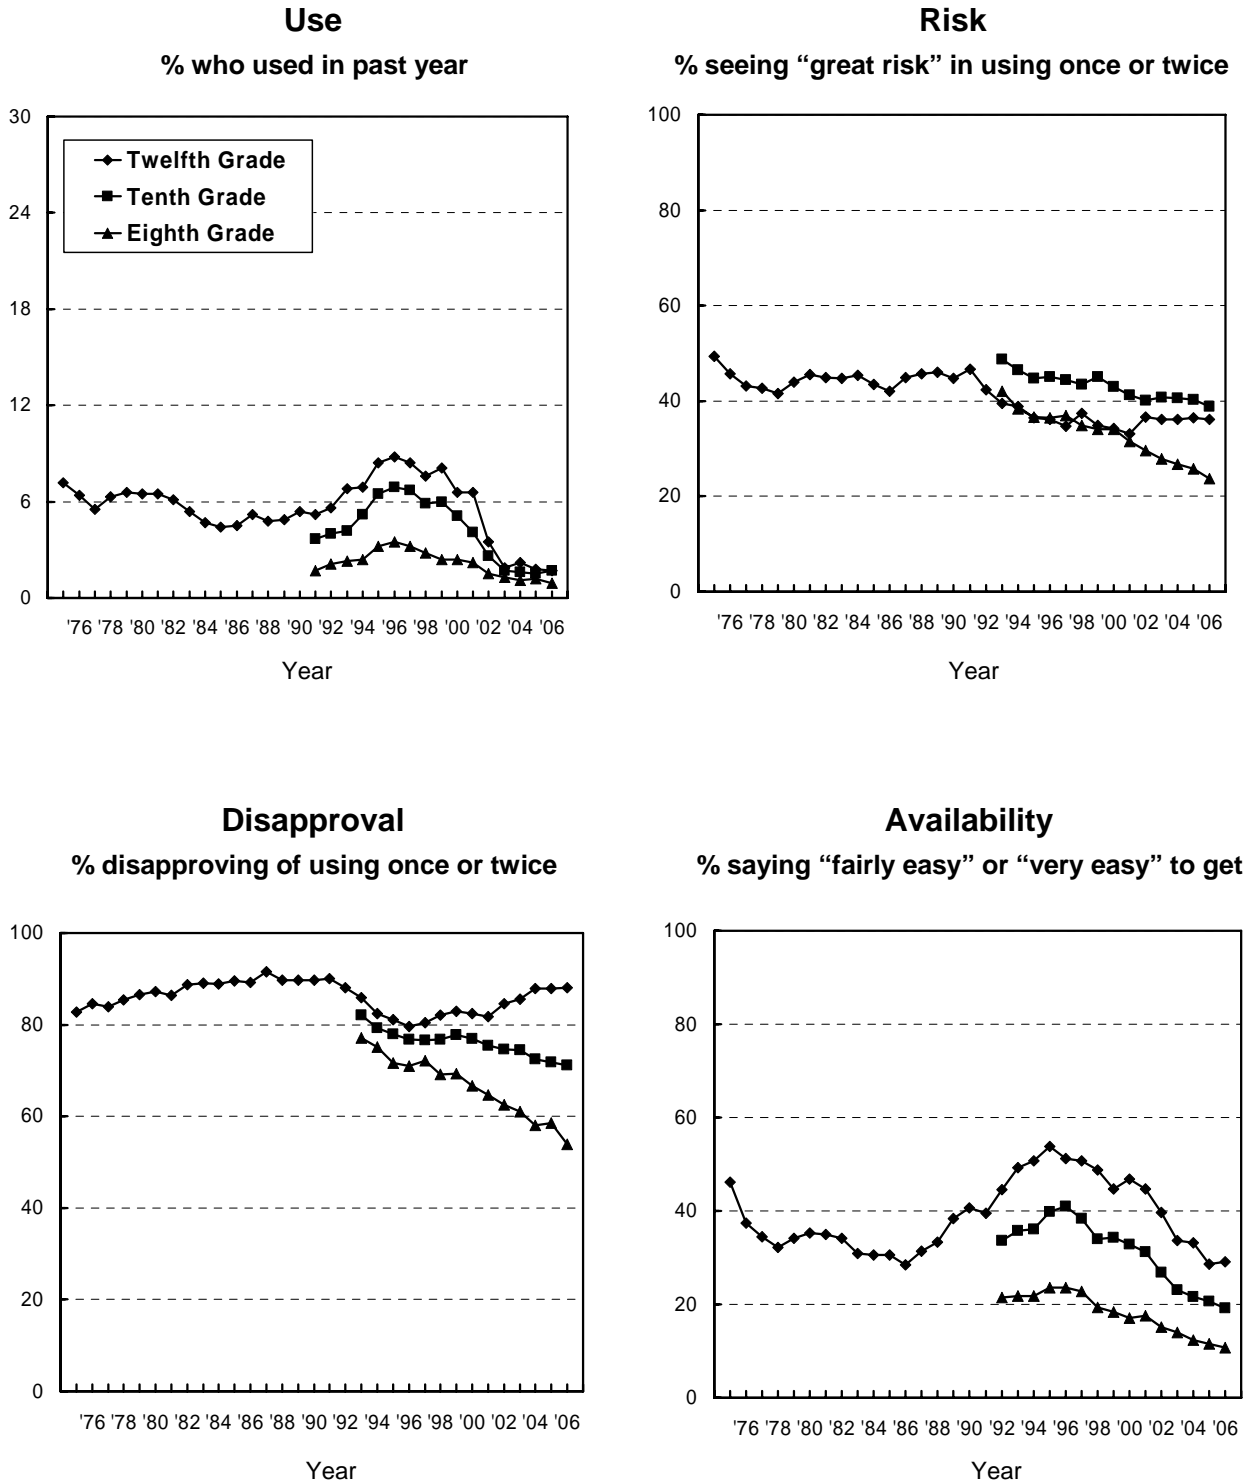 Use
% who used in past year
30
24
18
12
6
0
Twelfth Grade
Tenth Grade
Eighth Grade
'76 '78 '80 '82 '84 '86 '88 '90 '92 '94 '96 '98 '00 '02 '04 '06
Year
Risk
% seeing “great risk” in using once or twice
100
80
60
40
20
0
'76 '78 '80 '82 '84 '86 '88 '90 '92 '94 '96 '98 '00 '02 '04 '06
Year
Disapproval
% disapproving of using once or twice
100
80
60
40
20
0
'76 '78 '80 '82 '84 '86 '88 '90 '92 '94 '96 '98 '00 '02 '04 '06
Year
Availability
% saying “fairly easy” or “very easy” to get
100
80
60
40
20
0
'76 '78 '80 '82 '84 '86 '88 '90 '92 '94 '96 '98 '00 '02 '04 '06
Year